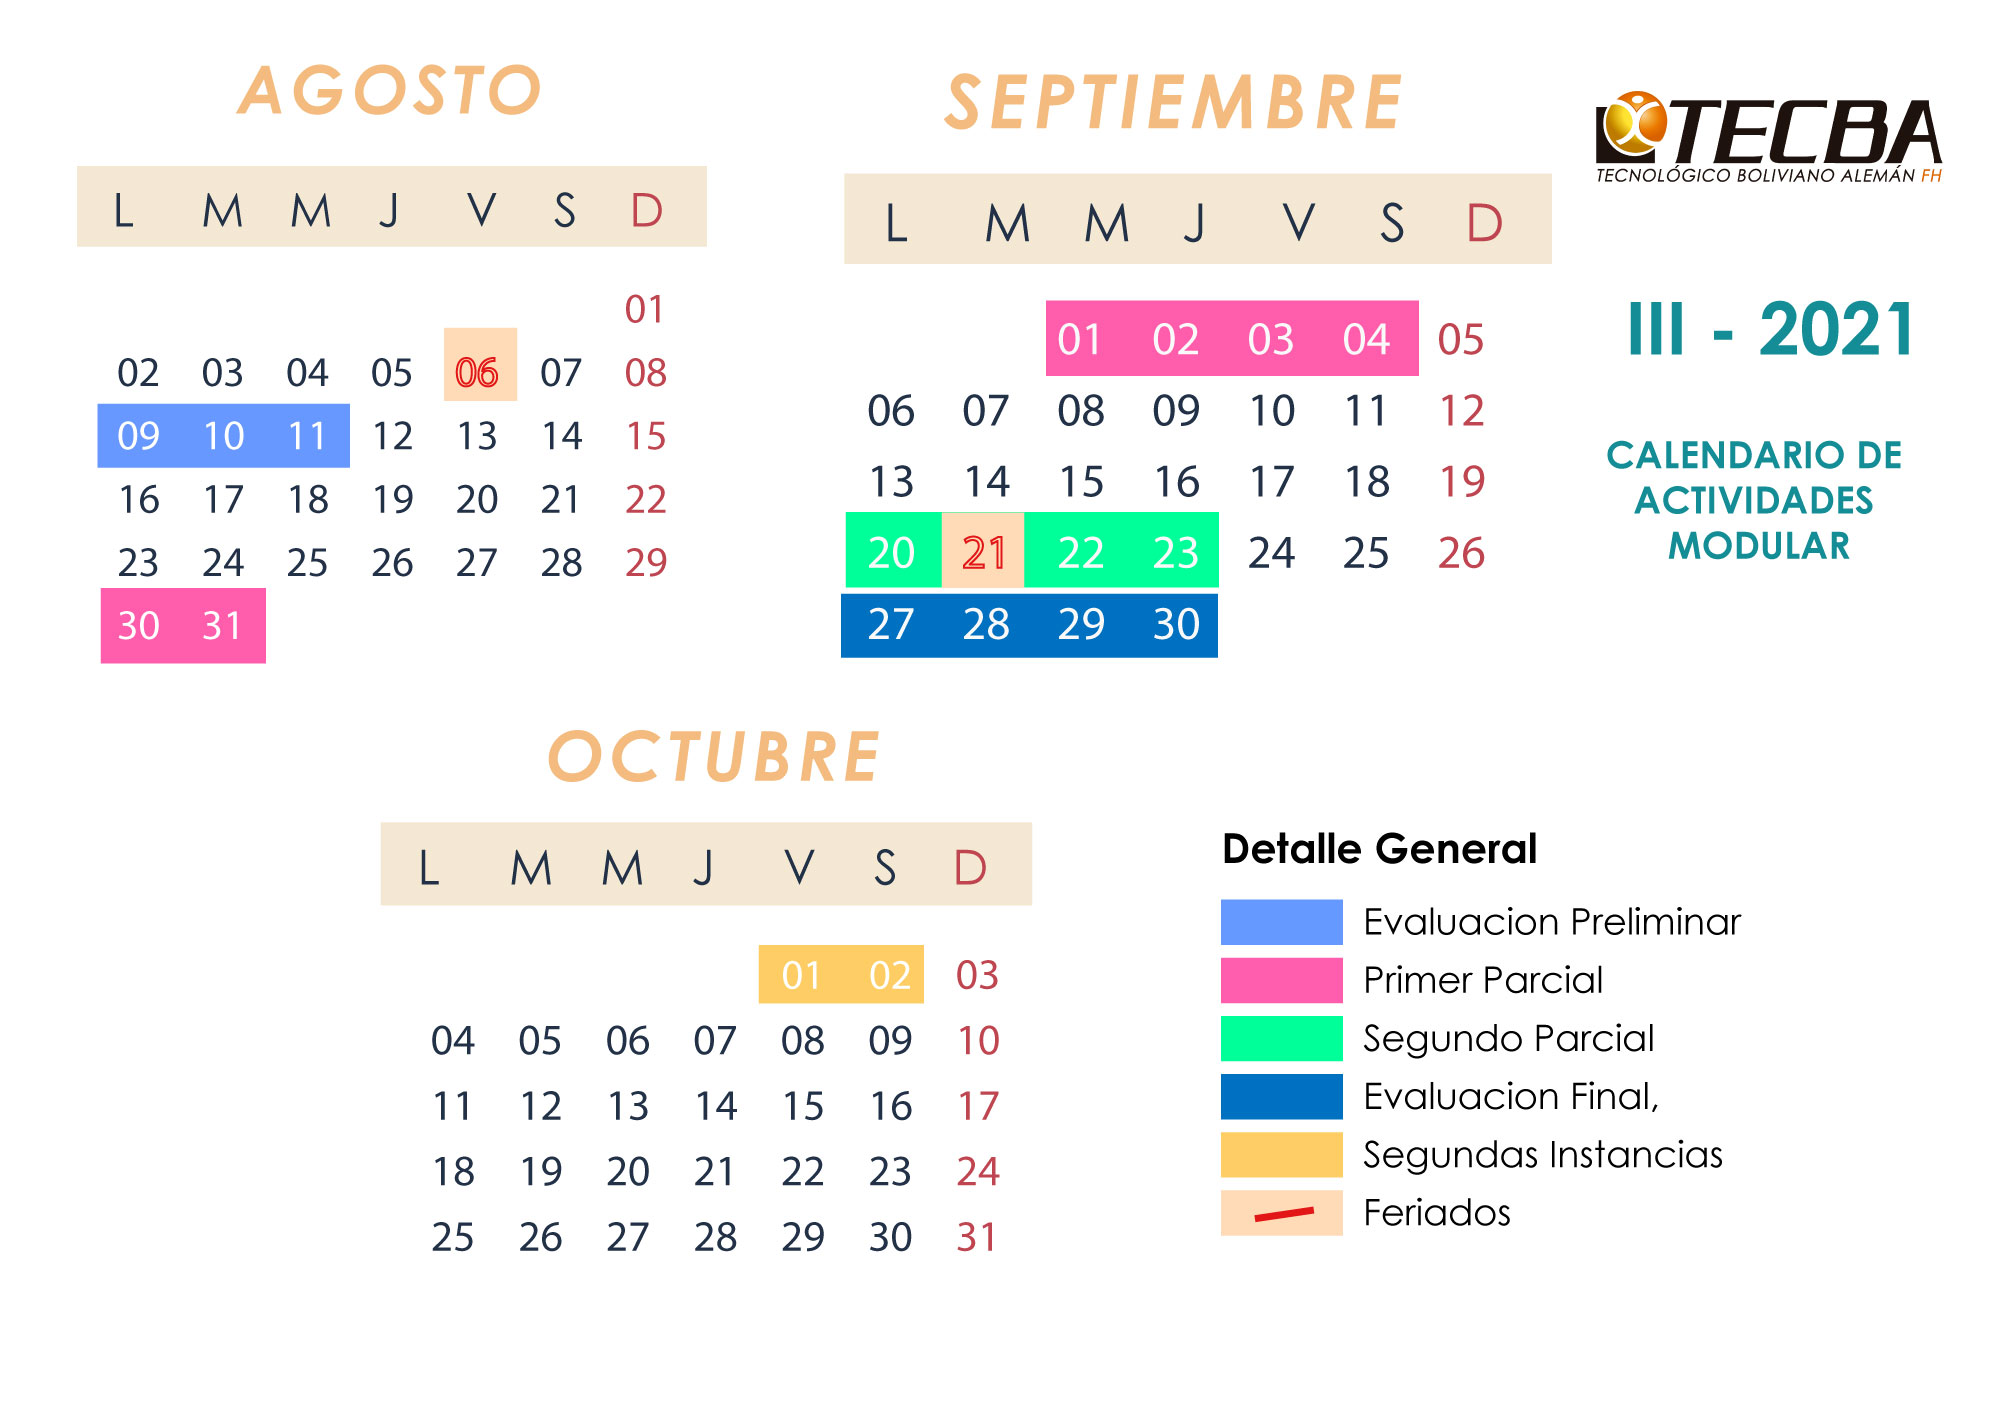 AGOSTO
L M M J V S D
01
02 03 04 05 06 07 08
09 10 11 12 13 14 15
16 17 18 19 20 21 22
23 24 25 26 27 28 29
30 31
SEPTIEMBRE
L M M J V S D
01 02 03 04 05
06 07 08 09 10 11 12
13 14 15 16 17 18 19
20 21 22 23 24 25 26
27 28 29 30
TECBA
TECNOLÓGICO BOLIVIANO ALEMÁN FH
III - 2021
CALENDARIO DE
ACTIVIDADES
MODULAR
OCTUBRE
L M M J V S D
01 02 03
04 05 06 07 08 09 10
11 12 13 14 15 16 17
18 19 20 21 22 23 24
25 26 27 28 29 30 31
Detalle General
Evaluacion Preliminar
Primer Parcial
Segundo Parcial
Evaluacion Final,
Segundas Instancias
Feriados